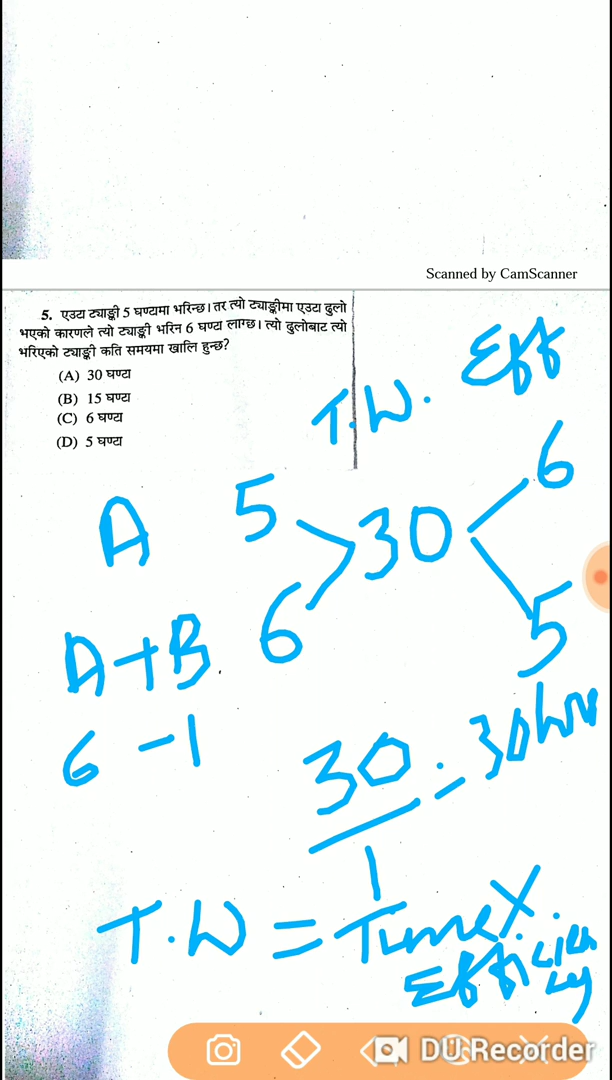 Scanned by CamScanner
5. एउटा ट्याङ्की 5 घण्टामा भरिन्छ। तर त्यो ट्याङ्कीमा एउटा दुलो
भएको कारणले त्यो ट्याङ्की भरिन 6 घण्टा लाग्छ। त्यो दुलोबाट त्यो
भरिएको ट्याङ्की कति समयमा खालि हुन्छ?
(A) 30 घण्टा
(B) 15 घण्टा
(C) 6 घण्टा
(D) 5 घण्टा
T.W. Eff
A 5 30 6
A+B 6 5
6 - 1
30/1 = 30hrs
T.W = Time X
Efficiency
DU Recorder